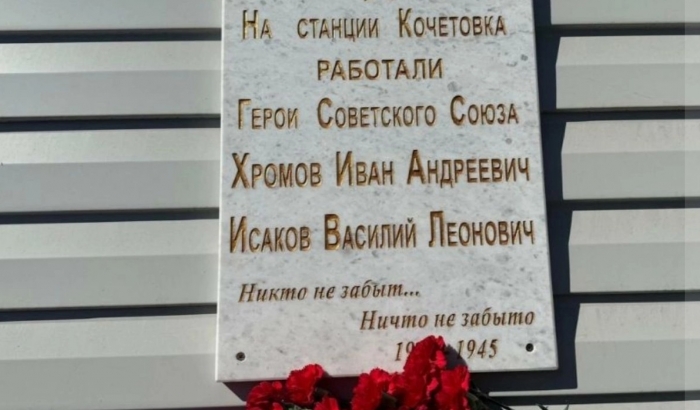 На станции Кочетовка
работали
Герои Советского Союза
Хромов Иван Андреевич
Исаков Василий Леонович
Никто не забыт...
Ничто не забыто
1945